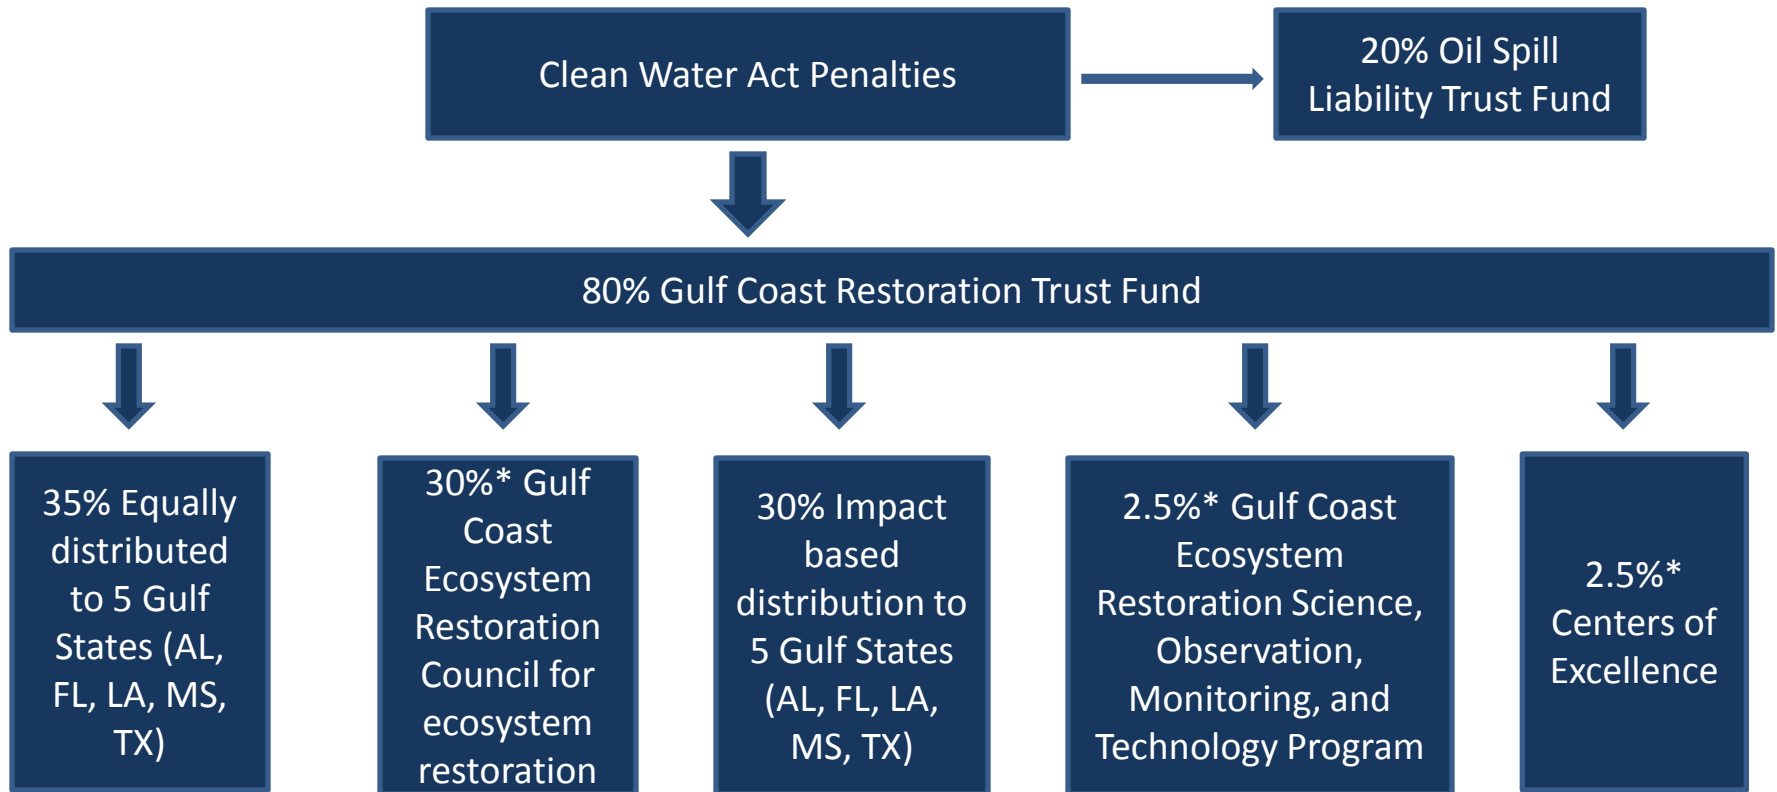 Clean Water Act Penalties
20% Oil Spill
Liability Trust Fund
80% Gulf Coast Restoration Trust Fund
35% Equally
distributed
to 5 Gulf
States (AL,
FL, LA, MS,
TX)
30%* Gulf
Coast
Ecosystem
Restoration
Council for
ecosystem
restoration
30% Impact
based
distribution to
5 Gulf States
(AL, FL, LA,
MS, TX)
2.5%* Gulf Coast
Ecosystem
Restoration Science,
Observation,
Monitoring, and
Technology Program
2.5%*
Centers of
Excellence